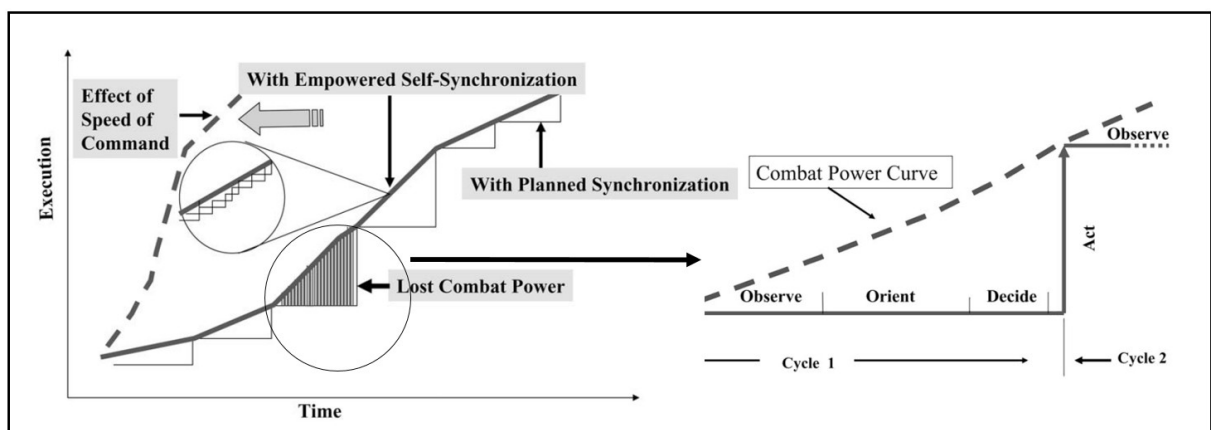 With Empowered Self-Synchronization
Effect of
Speed of
Command
With Planned Synchronization
Lost Combat Power
Execution
Time
Combat Power Curve
Observe
Act
Observe
Orient
Decide
Cycle 1
Cycle 2